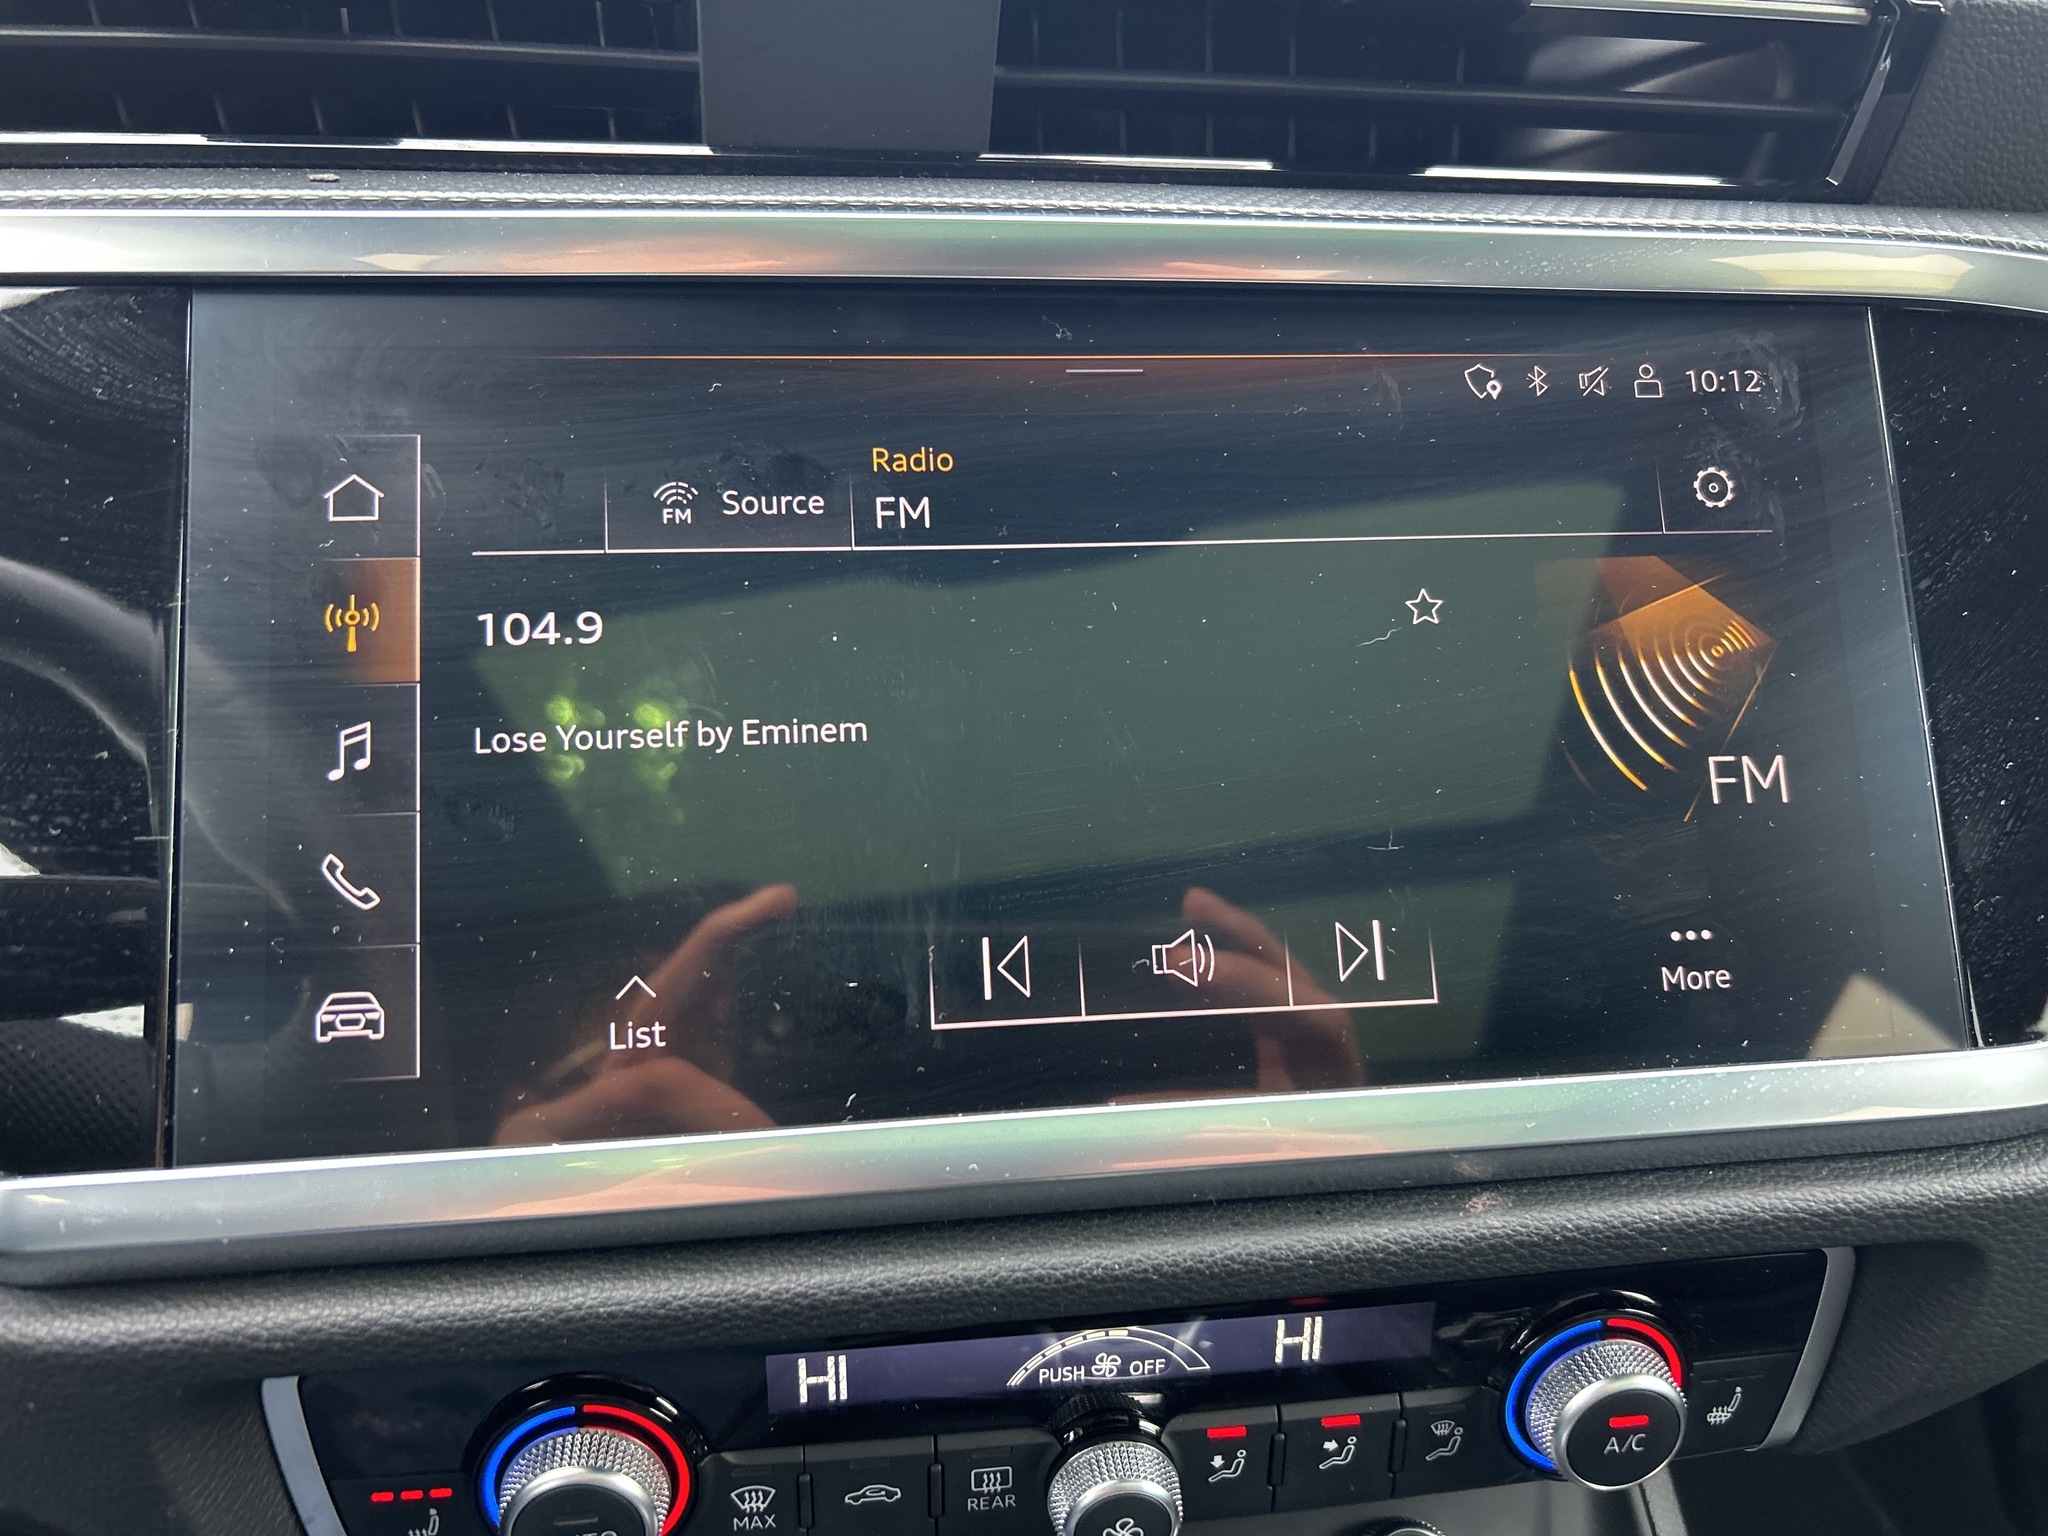 10:12
Radio
FM
Source
FM
104.9
Lose Yourself by Eminem
FM
List
More
HI
PUSH OFF
HI
A/C
MAX
REAR